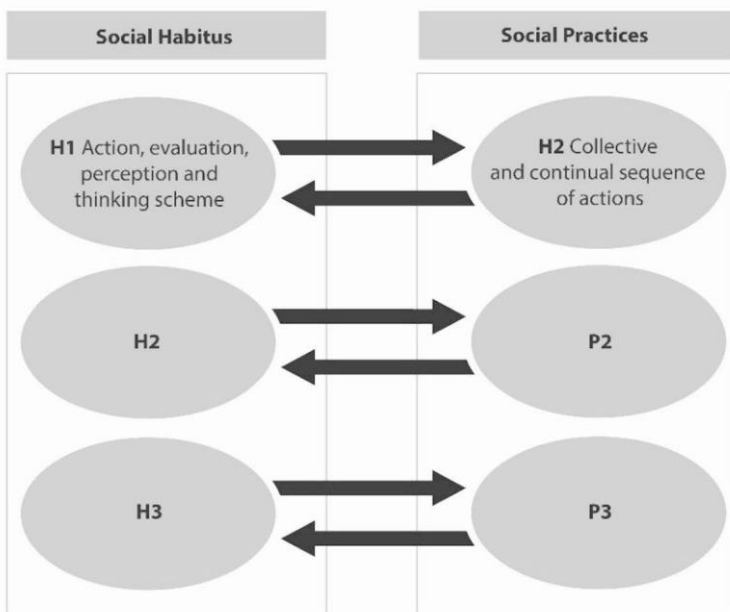 Social Habitus
Social Practices
H1 Action, evaluation,
perception and
thinking scheme
H2 Collective
and continual sequence
of actions
H2
P2
H3
P3